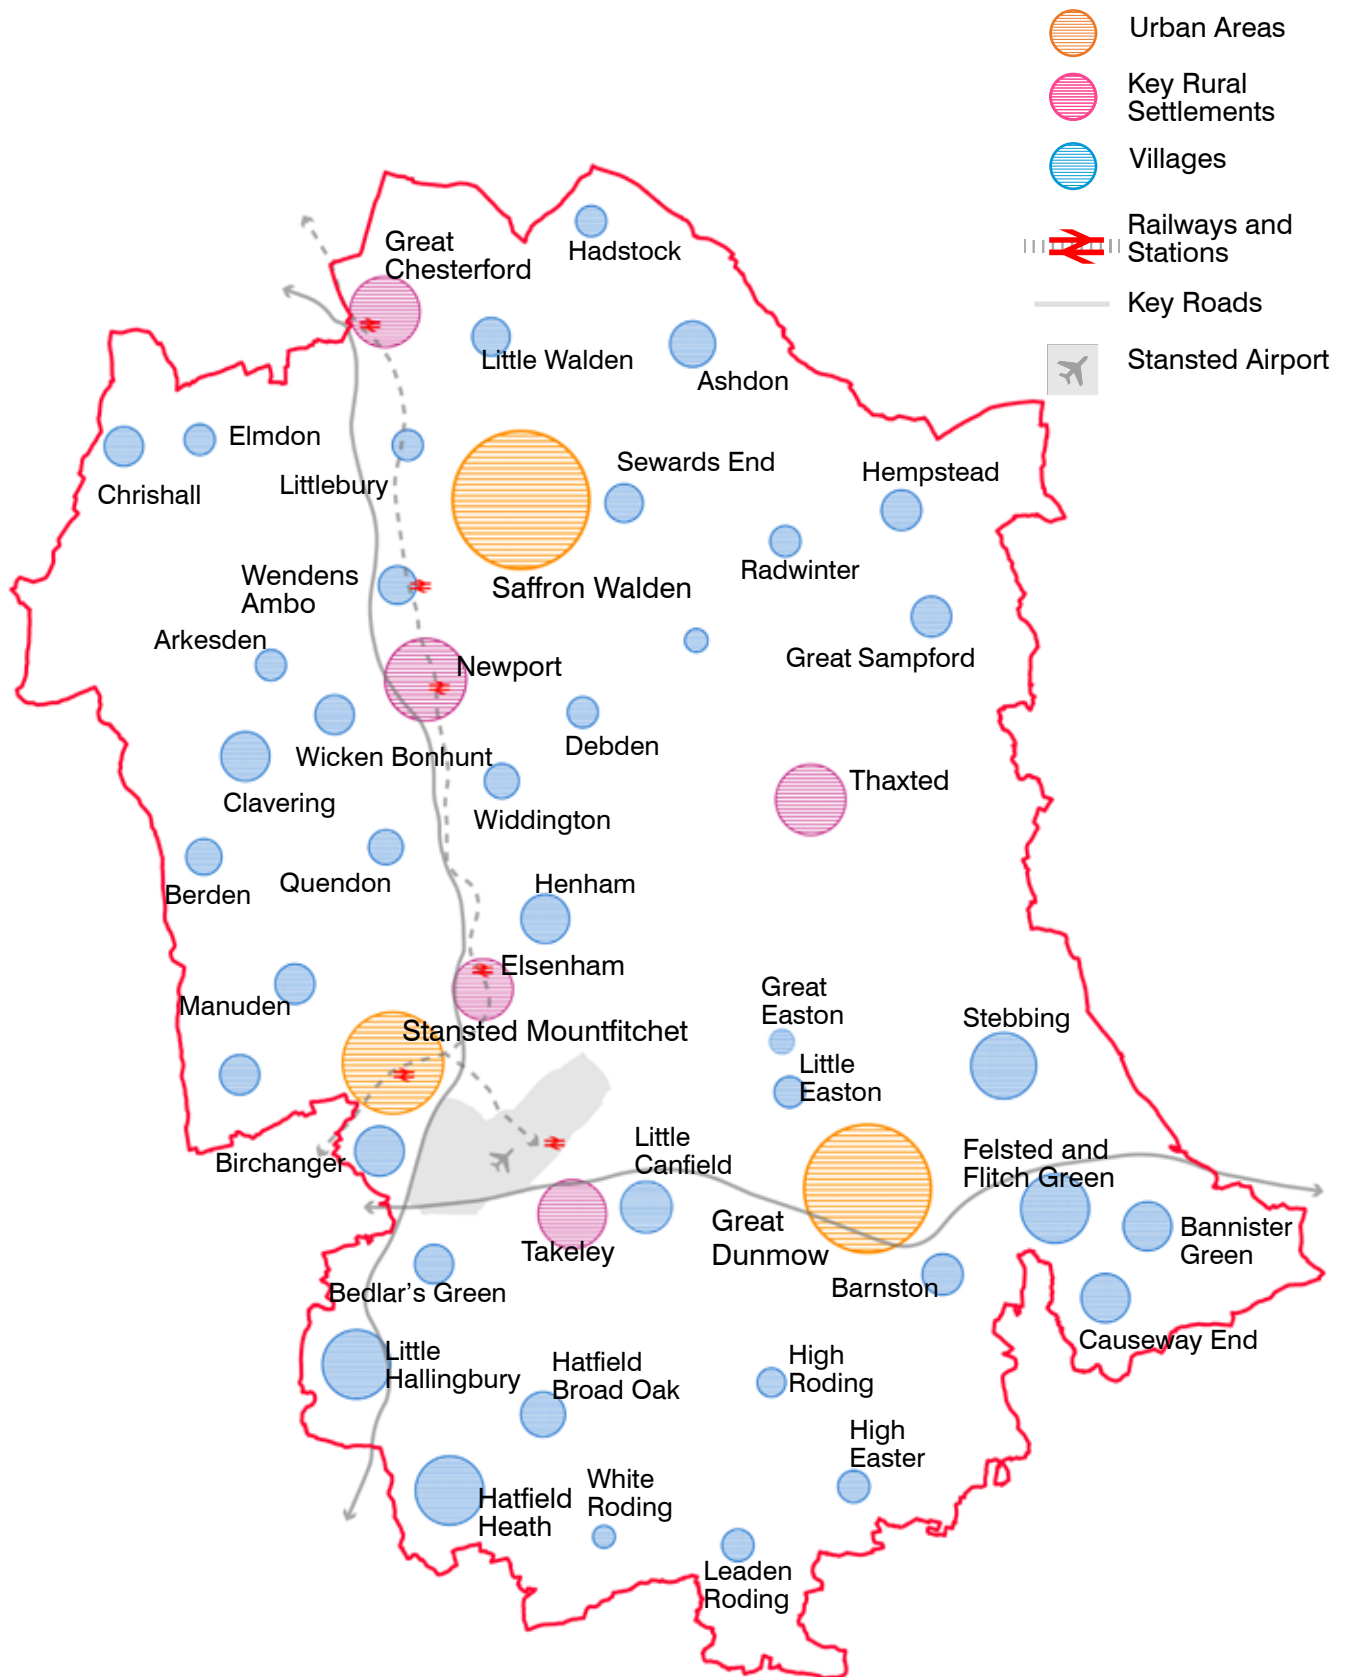 Urban Areas
Key Rural
Settlements
Villages
Railways and
Stations
Key Roads
Stansted Airport
Hadstock
Great
Chesterford
Little Walden
Ashdon
Elmdon
Chrishall
Littlebury
Sewards End
Hempstead
Radwinter
Saffron Walden
Wendens
Ambo
Arkesden
Great Sampford
Newport
Debden
Wicken Bonhunt
Thaxted
Clavering
Widdington
Berden
Quendon
Henham
Elsenham
Manuden
Stansted Mountfitchet
Great
Easton
Little
Easton
Stebbing
Birchanger
Little
Canfield
Felsted and
Flitch Green
Takeley
Great
Dunmow
Bannister
Green
Barnston
Bedlar's Green
Causeway End
Little
Hallingbury
Hatfield
Broad Oak
High
Roding
High
Easter
Hatfield
Heath
White
Roding
Leaden
Roding